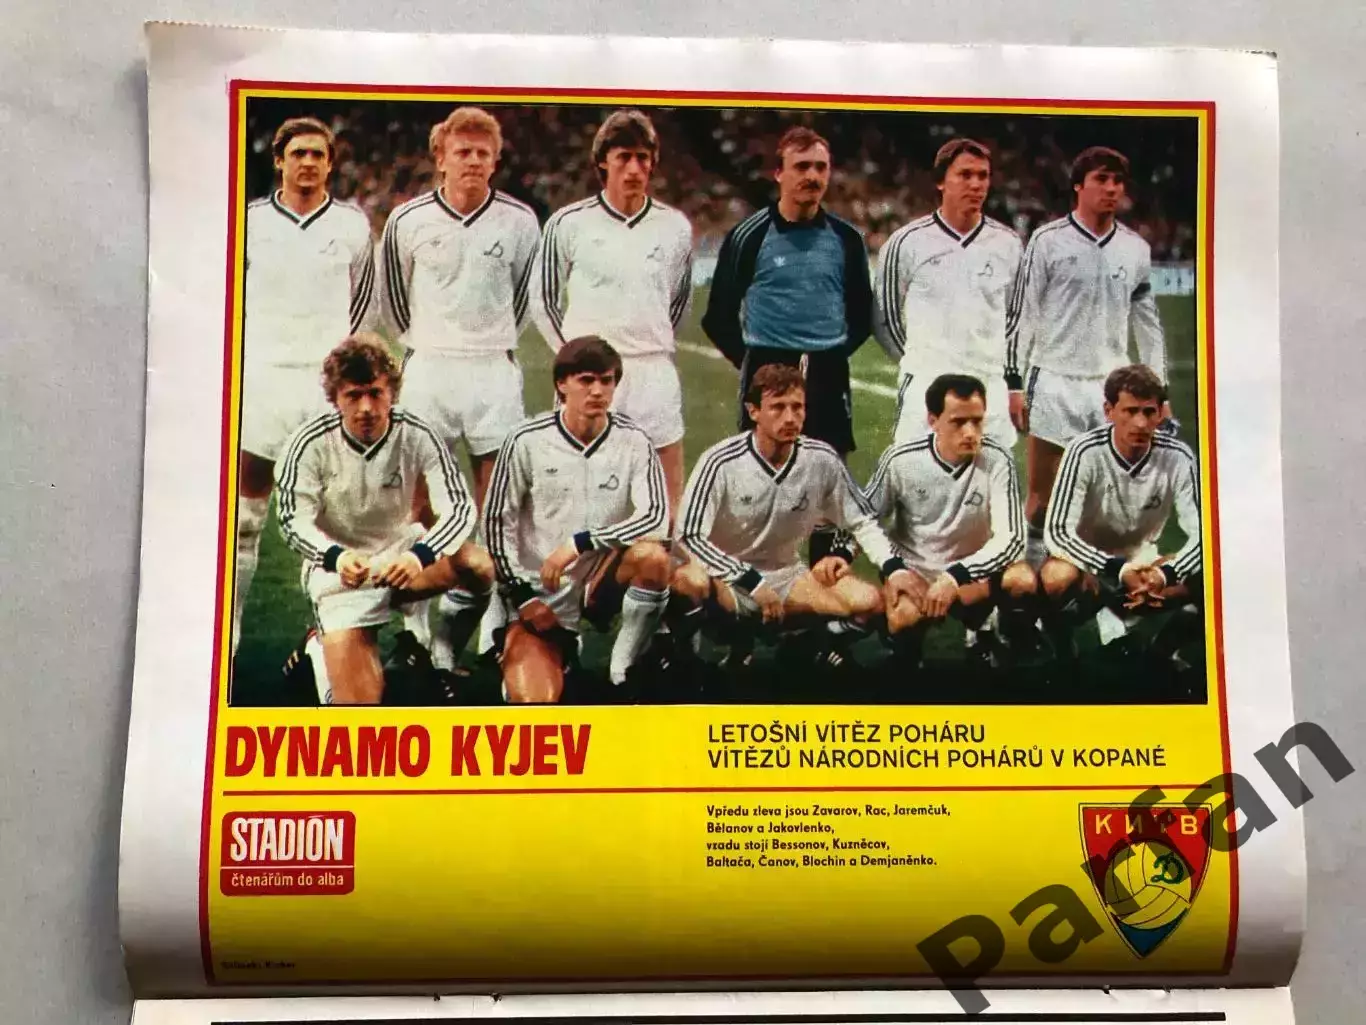 DYNAMO KYJEV
LETOŠNÍ VÍTĚZ POHÁRU
VÍTĚZŮ NÁRODNÍCH POHÁRŮ V KOPANÉ
STADIÓN
čtenářům do alba
Vpředu zleva jsou Zavarov, Rac, Jaremčuk,
Bělanov a Jakovlenko,
vzadu stojí Bessonov, Kuzněcov,
Baltača, Čanov, Blochin a Demjaněnko.
КИЇВ
Д
Parfan